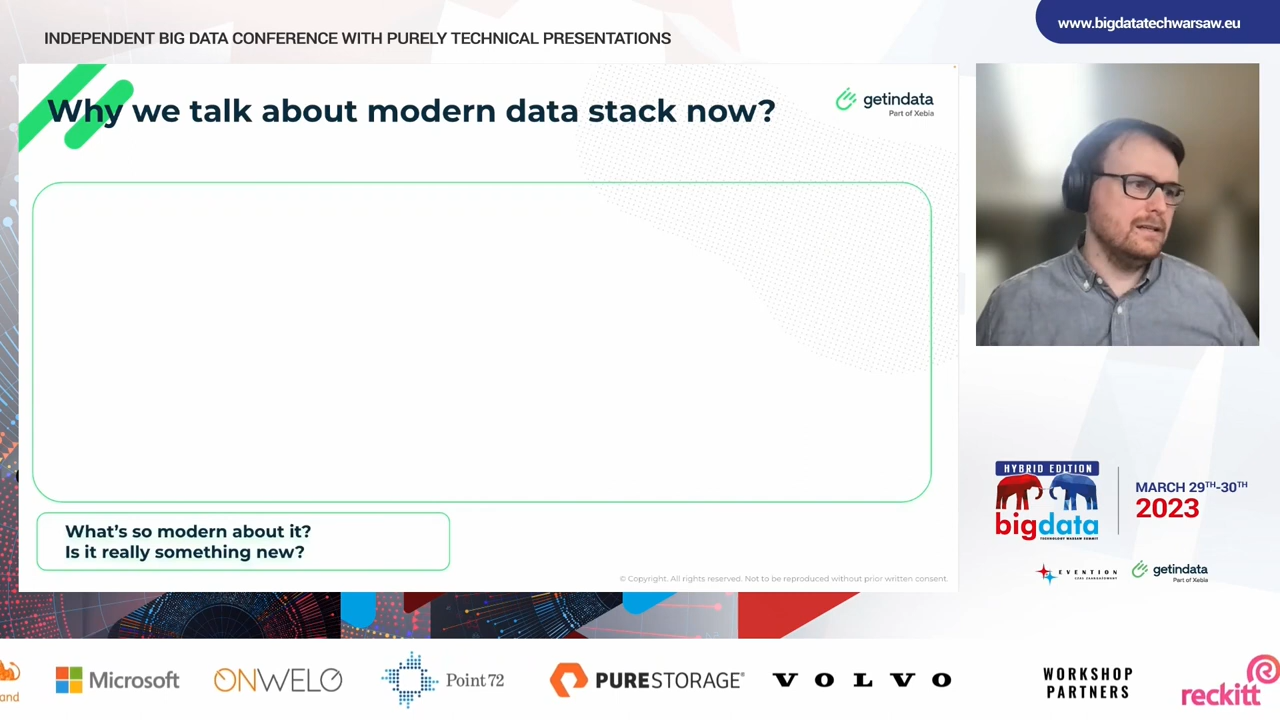 INDEPENDENT BIG DATA CONFERENCE WITH PURELY TECHNICAL PRESENTATIONS
www.bigdatatechwarsaw.eu
Why we talk about modern data stack now?
getindata
Part of Xebia
What's so modern about it?
Is it really something new?
© Copyright. All rights reserved. Not to be reproduced without prior written consent.
HYBRID EDITION
bigdata
TECHNOLOGY WARSAW SUMMIT
MARCH 29TH-30TH
2023
EVENTION
getindata
Part of Xebia
Microsoft
ONWELO
Point72
PURESTORAGE®
VOLVO
WORKSHOP
PARTNERS
reckitt